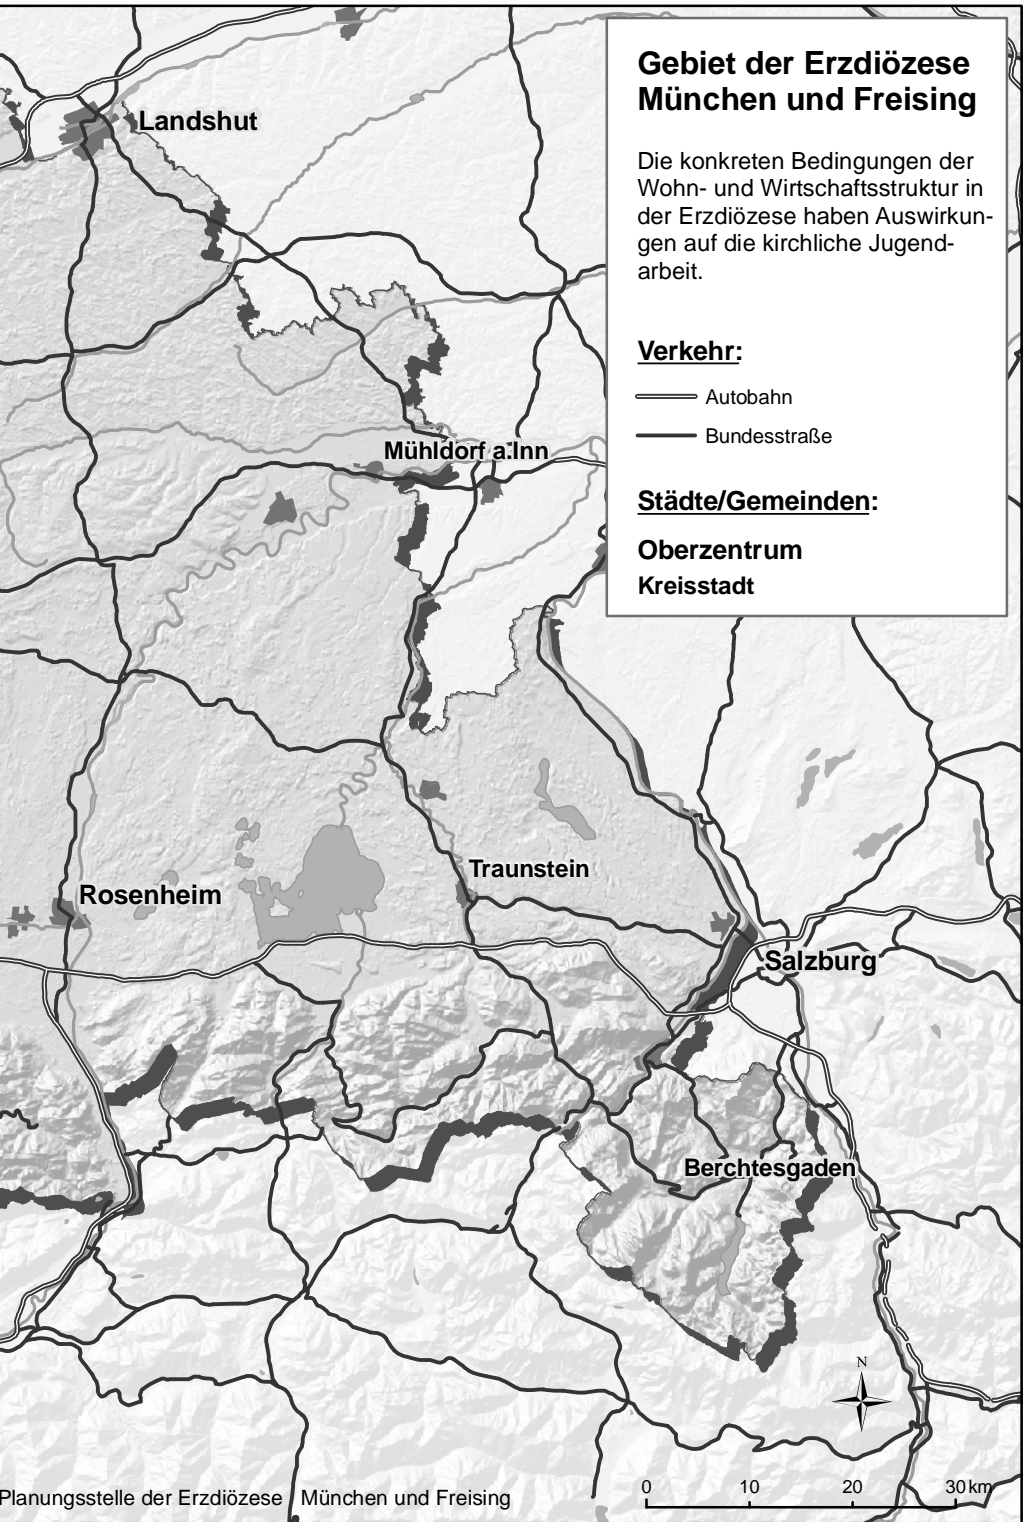 Gebiet der Erzdiözese
München und Freising
Die konkreten Bedingungen der
Wohn- und Wirtschaftsstruktur in
der Erzdiözese haben Auswirkun-
gen auf die kirchliche Jugend-
arbeit.
Verkehr:
Autobahn
Bundesstraße
Städte/Gemeinden:
Oberzentrum
Kreisstadt
Landshut
Mühldorf a.Inn
Traunstein
Rosenheim
Salzburg
Berchtesgaden
N
0 10 20 30 km
Planungsstelle der Erzdiözese München und Freising